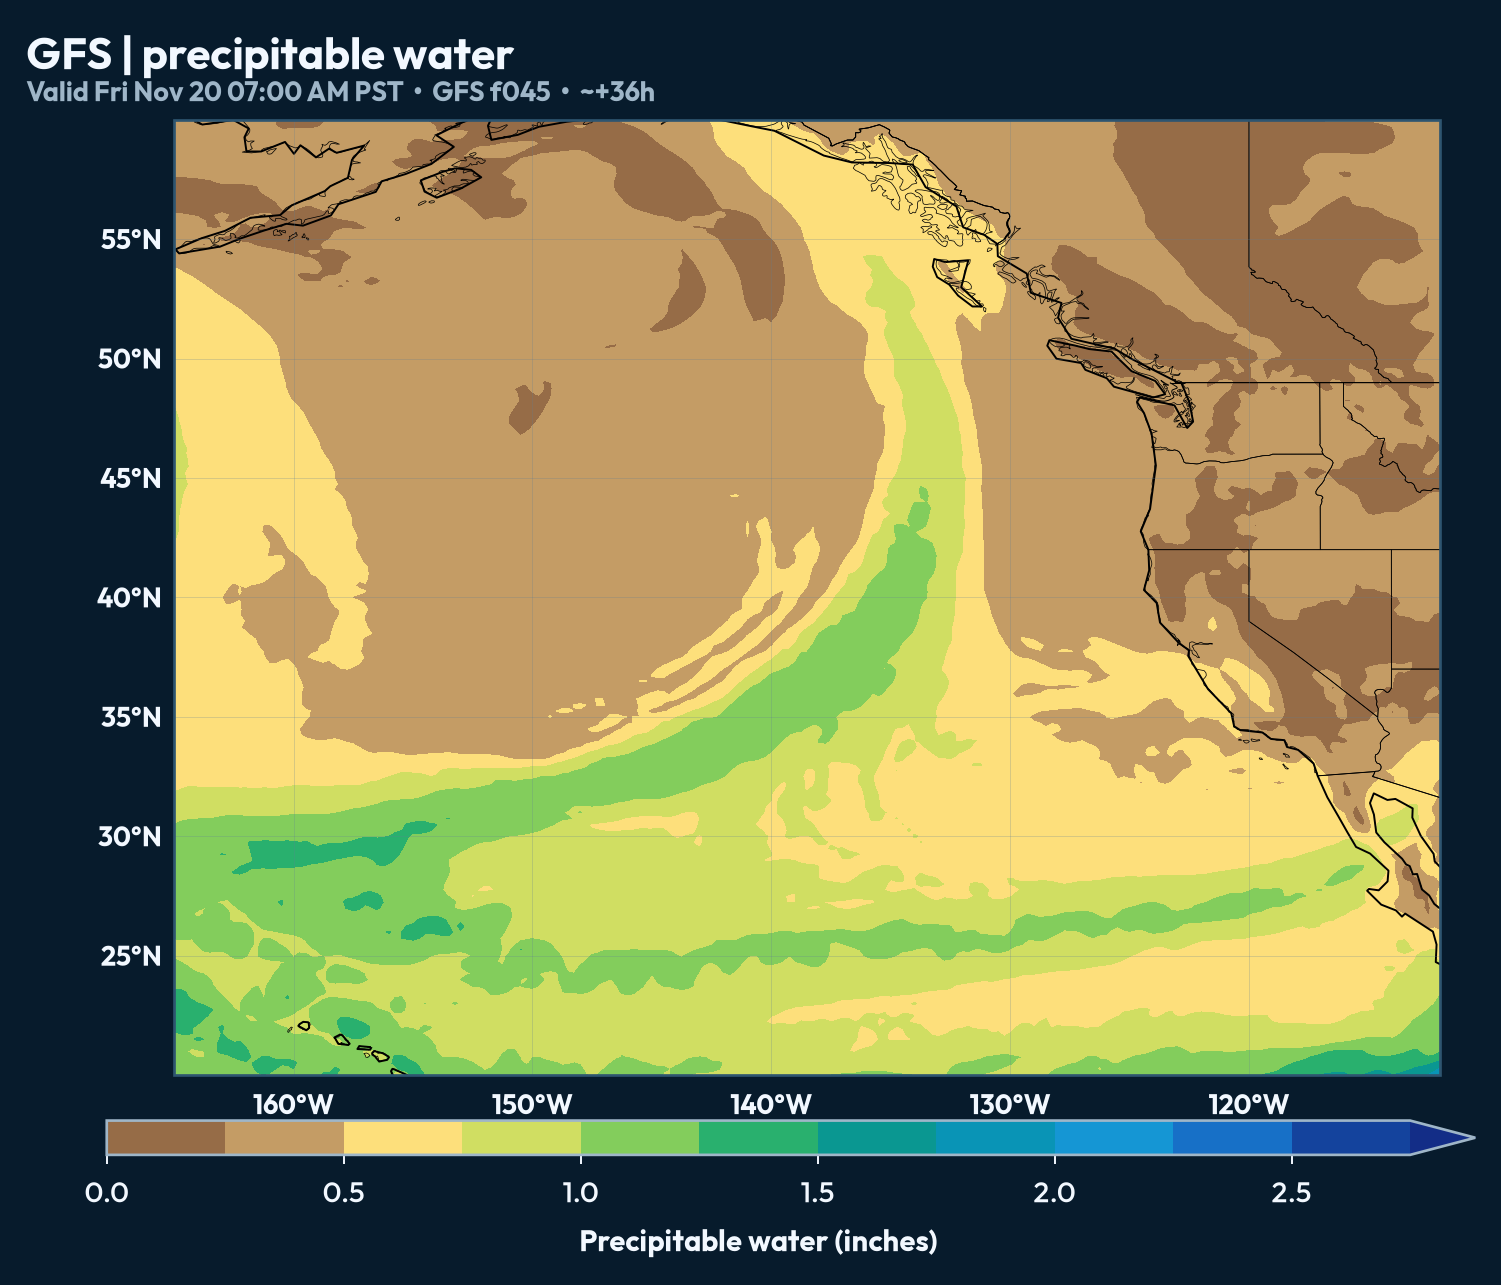 GFS | precipitable water
Valid Fri Nov 20 07:00 AM PST • GFS f045 • ~+36h
55°N
50°N
45°N
40°N
35°N
30°N
25°N
160°W 150°W 140°W 130°W 120°W
0.0 0.5 1.0 1.5 2.0 2.5
Precipitable water (inches)